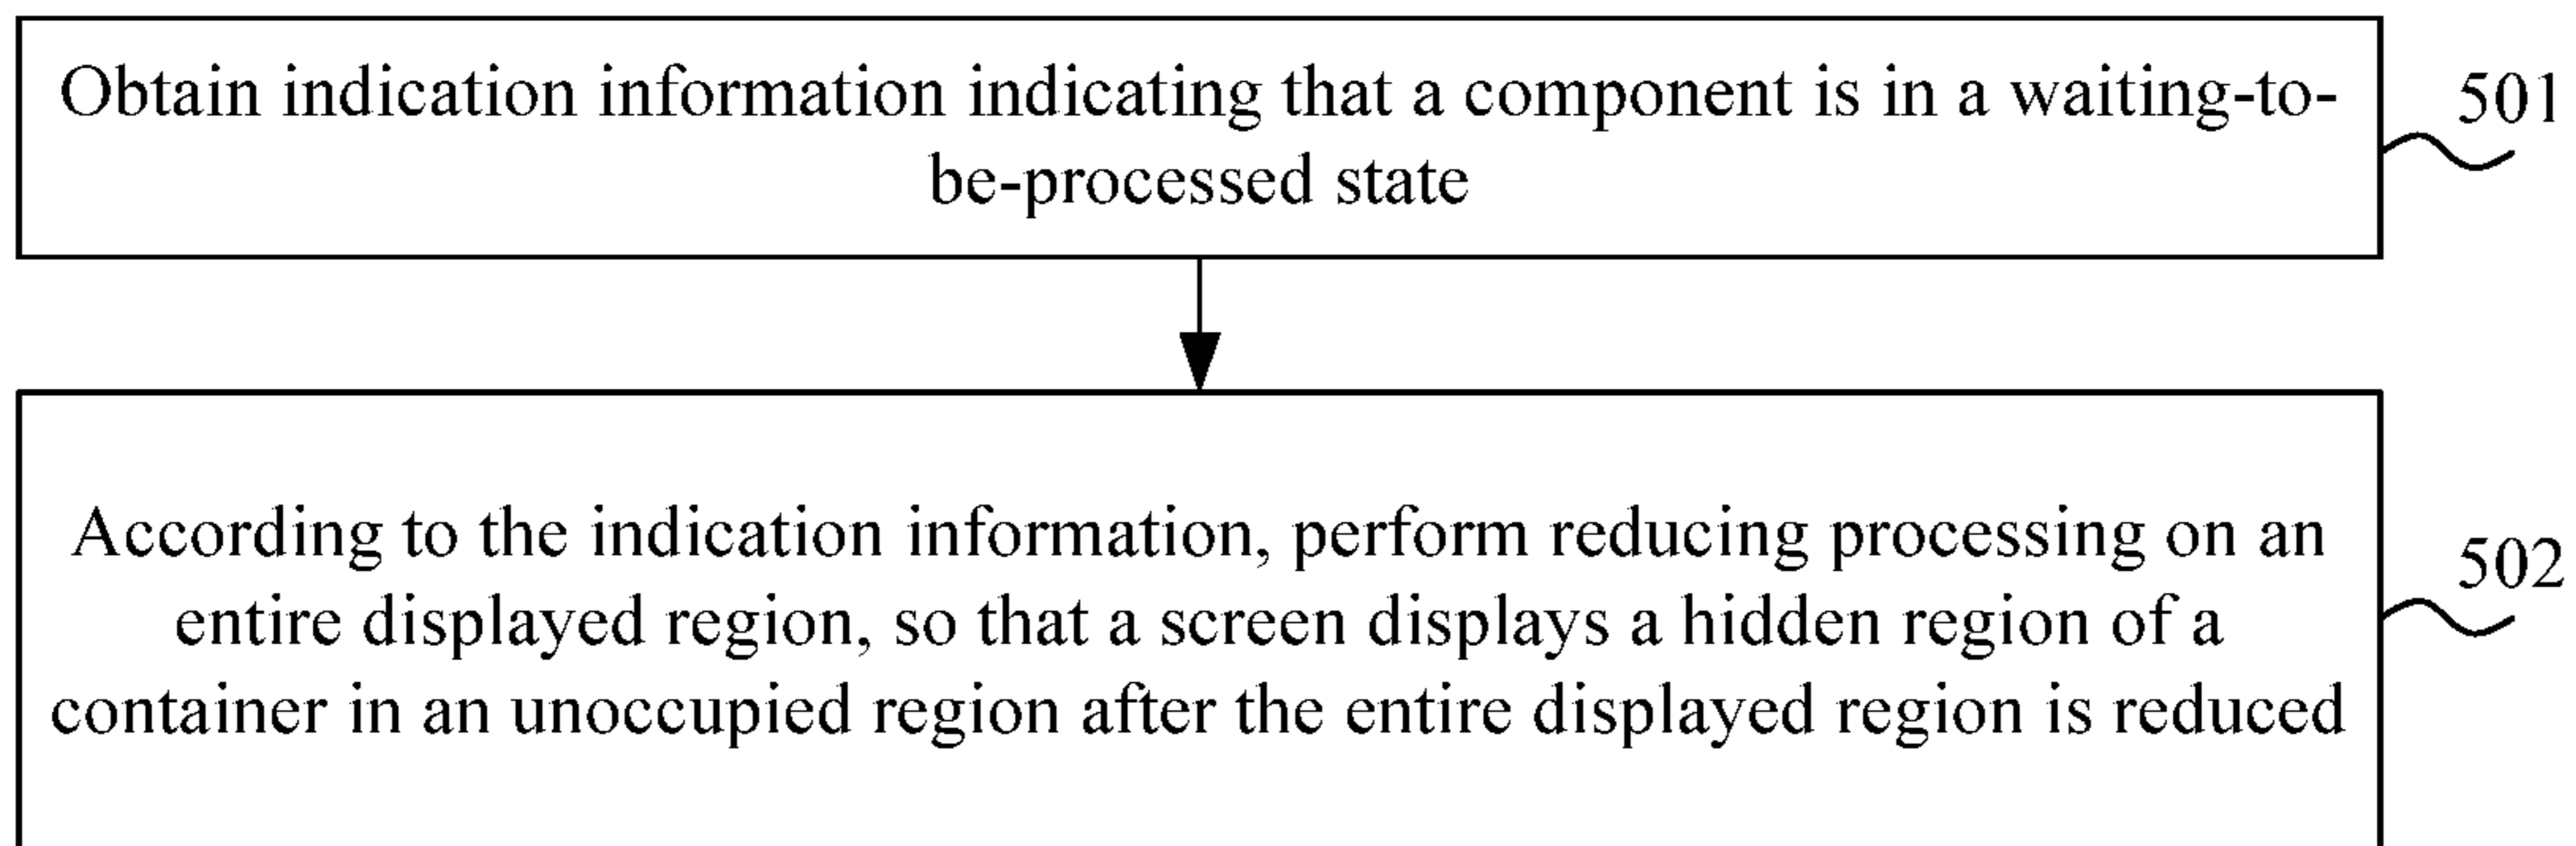 Obtain indication information indicating that a component is in a waiting-to-
be-processed state
501
According to the indication information, perform reducing processing on an
entire displayed region, so that a screen displays a hidden region of a
container in an unoccupied region after the entire displayed region is reduced
502